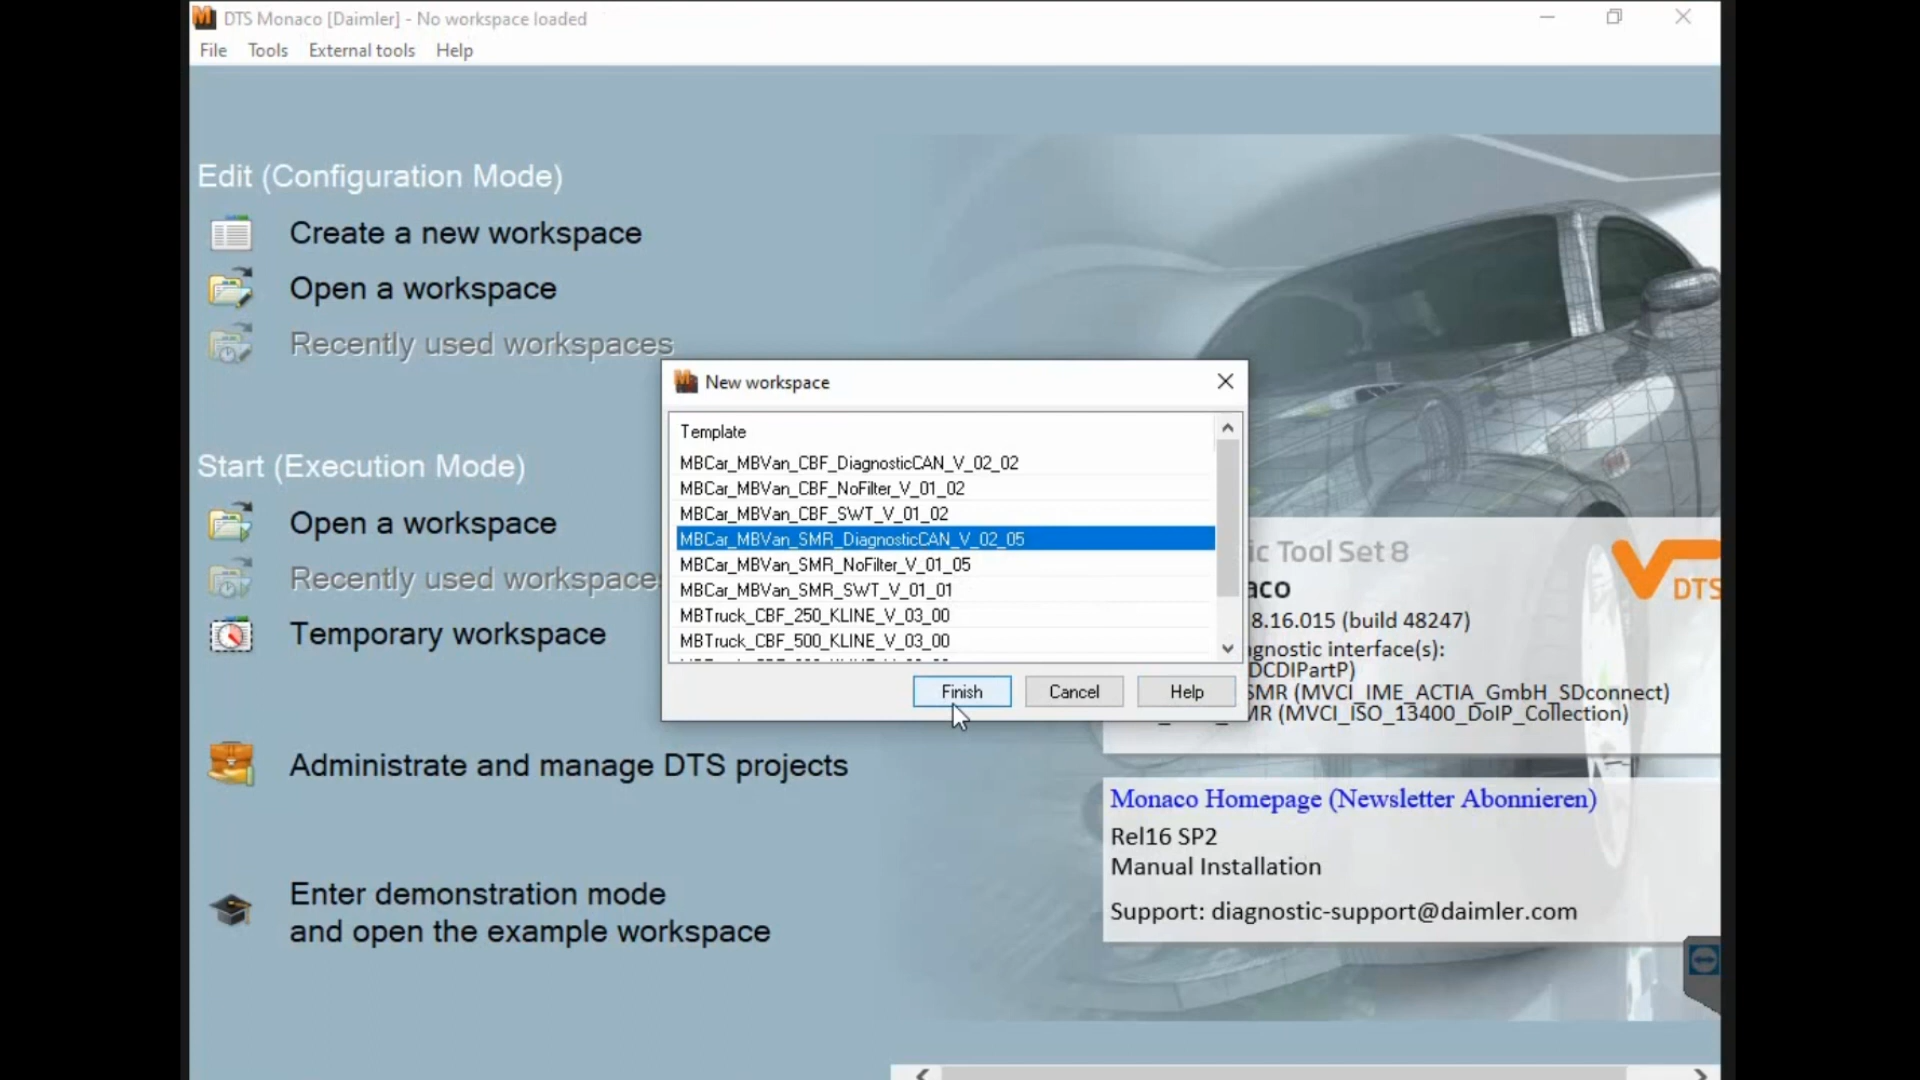 DTS Monaco [Daimler] - No workspace loaded
File Tools External tools Help
Edit (Configuration Mode)
Create a new workspace
Open a workspace
Recently used workspaces
Start (Execution Mode)
Open a workspace
Recently used workspaces
Temporary workspace
Administrate and manage DTS projects
Enter demonstration mode
and open the example workspace
New workspace
Template
MBCar_MBVan_CBF_DiagnosticCAN_V_02_02
MBCar_MBVan_CBF_NoFilter_V_01_02
MBCar_MBVan_CBF_SWT_V_01_02
MBCar_MBVan_SMR_DiagnosticCAN_V_02_05
MBCar_MBVan_SMR_NoFilter_V_01_05
MBCar_MBVan_SMR_SWT_V_01_01
MBTruck_CBF_250_KLINE_V_03_00
MBTruck_CBF_500_KLINE_V_03_00
Finish Cancel Help
ic Tool Set 8
aco
DTS
8.16.015 (build 48247)
gnostic interface(s):
DCDIPartP)
SMR (MVCI_IME_ACTIA_GmbH_SDconnect)
MR (MVCI_ISO_13400_DoIP_Collection)
Monaco Homepage (Newsletter Abonnieren)
Rel16 SP2
Manual Installation
Support: diagnostic-support@daimler.com